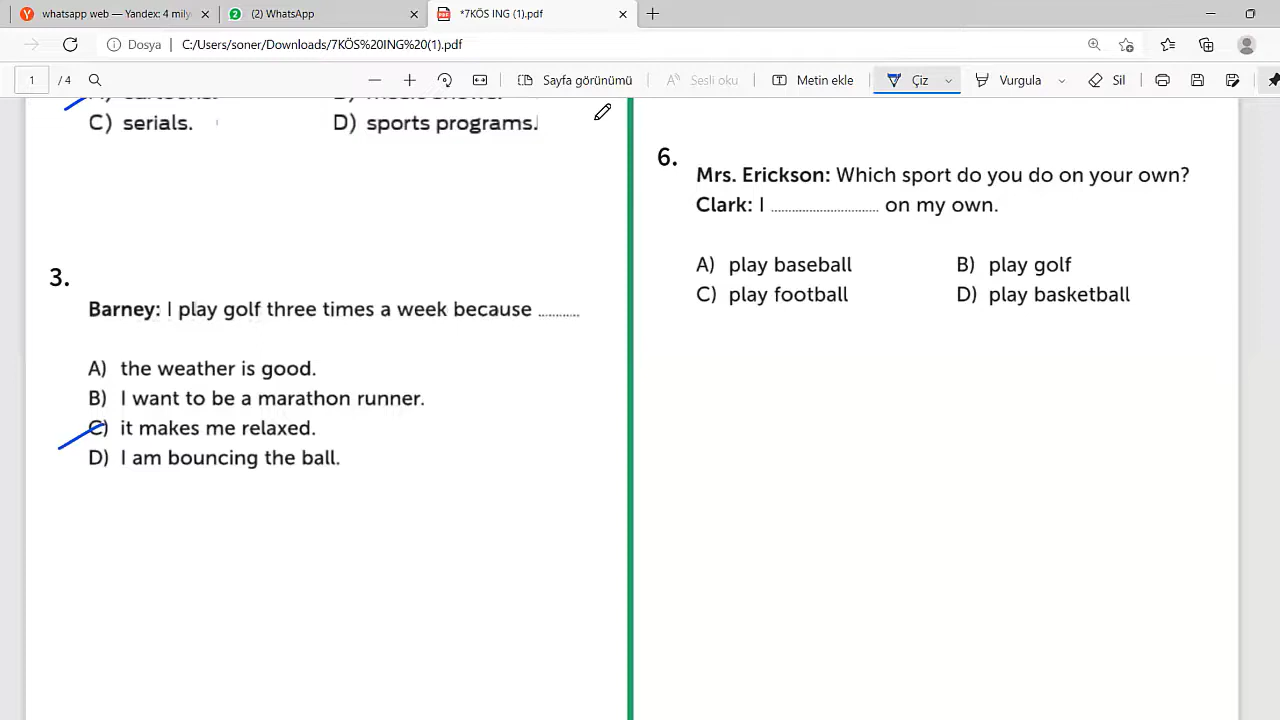 whatsapp web — Yandex: 4 mily
(2) WhatsApp
*7KÖS ING (1).pdf
Dosya
C:/Users/soner/Downloads/7KÖS%20ING%20(1).pdf
1 / 4
Sayfa görünümü
Sesli oku
Metin ekle
Çiz
Vurgula
Sil
C) serials.
D) sports programs.
3.
Barney: I play golf three times a week because ..........
A) the weather is good.
B) I want to be a marathon runner.
C) it makes me relaxed.
D) I am bouncing the ball.
6.
Mrs. Erickson: Which sport do you do on your own?
Clark: I ............................ on my own.
A) play baseball
B) play golf
C) play football
D) play basketball